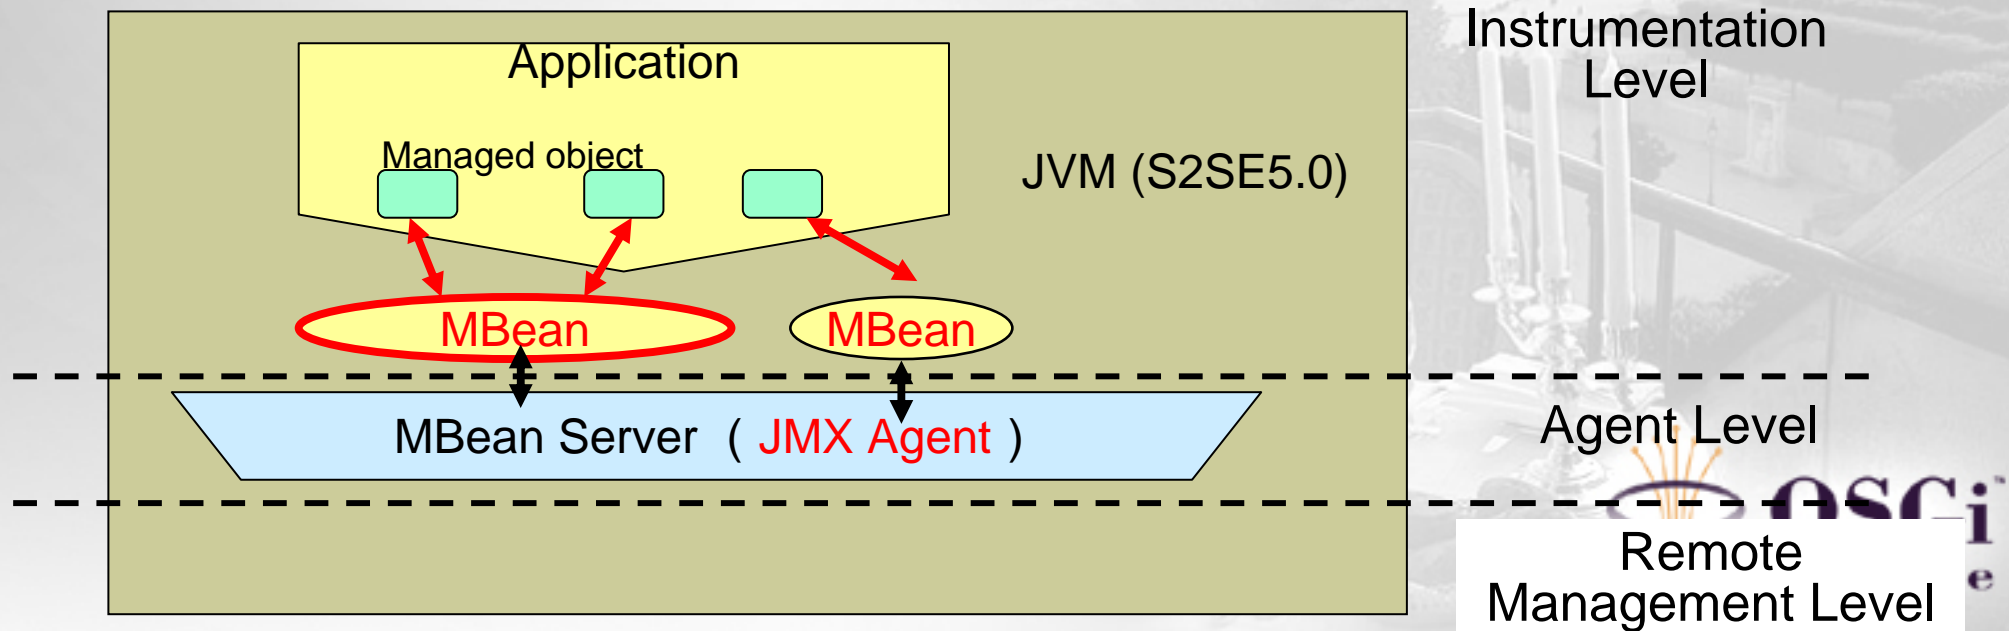 Instrumentation
Level
Application
Managed object
JVM (S2SE5.0)
MBean
MBean
MBean Server ( JMX Agent )
Agent Level
OSGi
Remote
Management Level
e